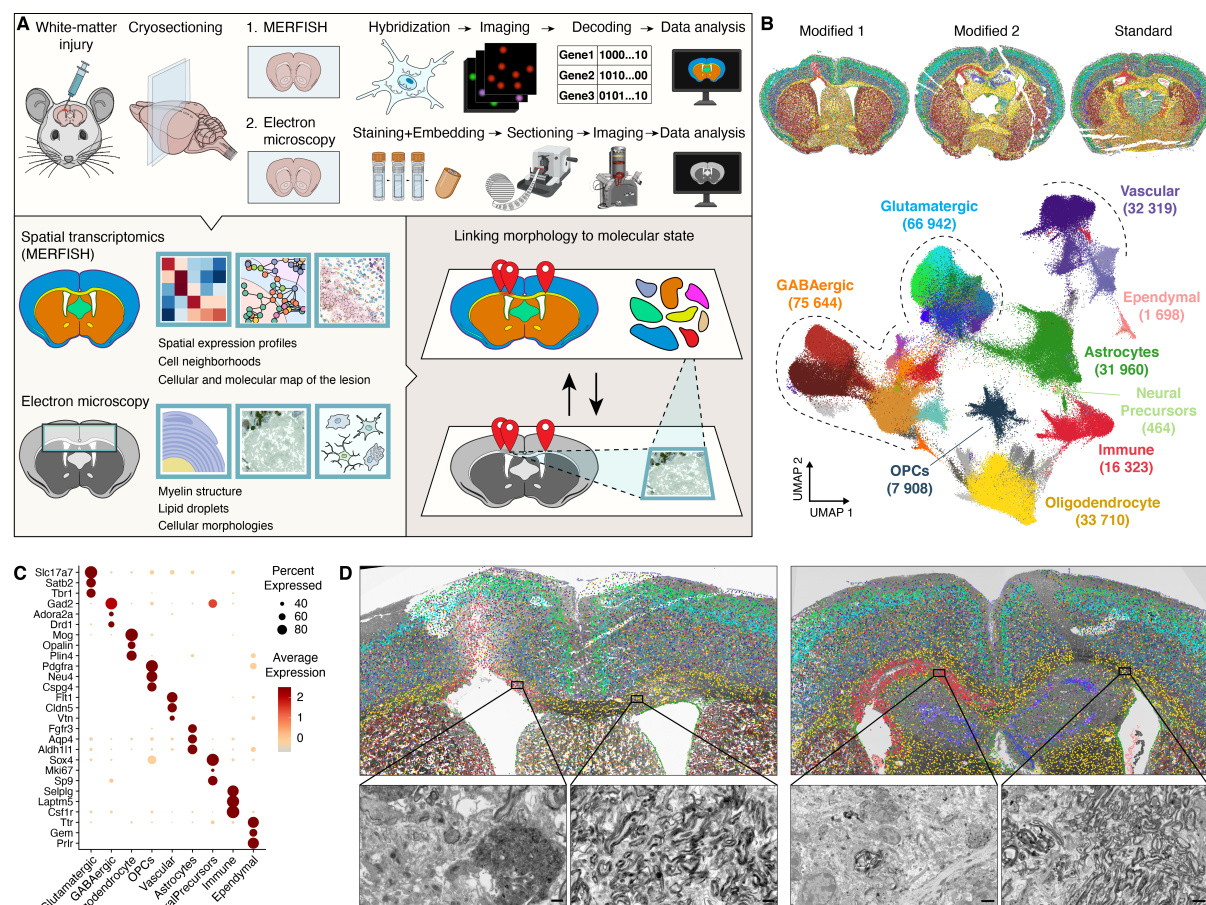 A
White-matter
injury
Cryosectioning
1. MERFISH
2. Electron
microscopy
Hybridization
Imaging
Decoding
Data analysis
Gene1 1000...10
Gene2 1010...00
Gene3 0101...10
Staining+Embedding
Sectioning
Imaging
Data analysis
Spatial transcriptomics
(MERFISH)
Spatial expression profiles
Cell neighborhoods
Cellular and molecular map of the lesion
Electron microscopy
Myelin structure
Lipid droplets
Cellular morphologies
Linking morphology to molecular state
B
Modified 1
Modified 2
Standard
Vascular
(32 319)
Glutamatergic
(66 942)
GABAergic
(75 644)
Ependymal
(1 698)
Astrocytes
(31 960)
Neural
Precursors
(464)
Immune
(16 323)
OPCs
(7 908)
Oligodendrocyte
(33 710)
UMAP 2
UMAP 1
C
Slc17a7
Satb2
Tbr1
Gad2
Adora2a
Drd1
Mog
Opalin
Plin4
Pdgfra
Neu4
Cspg4
Flt1
Cldn5
Vtn
Fgfr3
Aqp4
Aldh1l1
Sox4
Mki67
Sp9
Selplg
Laptm5
Csf1r
Ttr
Gem
Prlr
Percent
Expressed
40
60
80
Average
Expression
2
1
0
Glutamatergic
GABAergic
godendrocyte
OPCs
Vascular
Astrocytes
ralPrecursors
Immune
Ependymal
D